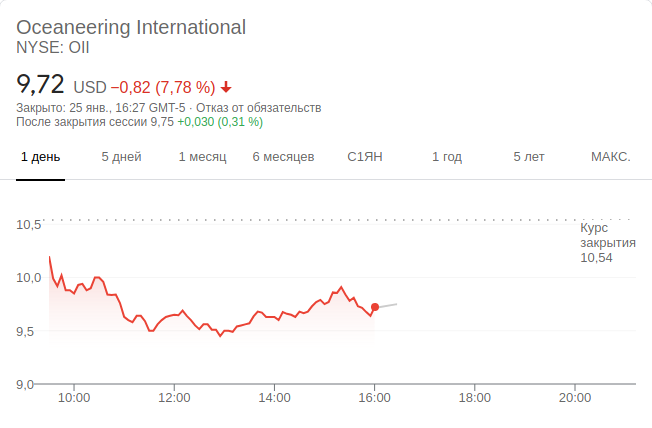 Oceaneering International
NYSE: OII
9,72 USD −0,82 (7,78 %)
Закрыто: 25 янв., 16:27 GMT-5 · Отказ от обязательств
После закрытия сессии 9,75 +0,030 (0,31 %)
1 день 5 дней 1 месяц 6 месяцев С1ЯН 1 год 5 лет МАКС.
10,5
Курс
закрытия
10,54
10,0
9,5
9,0
10:00 12:00 14:00 16:00 18:00 20:00